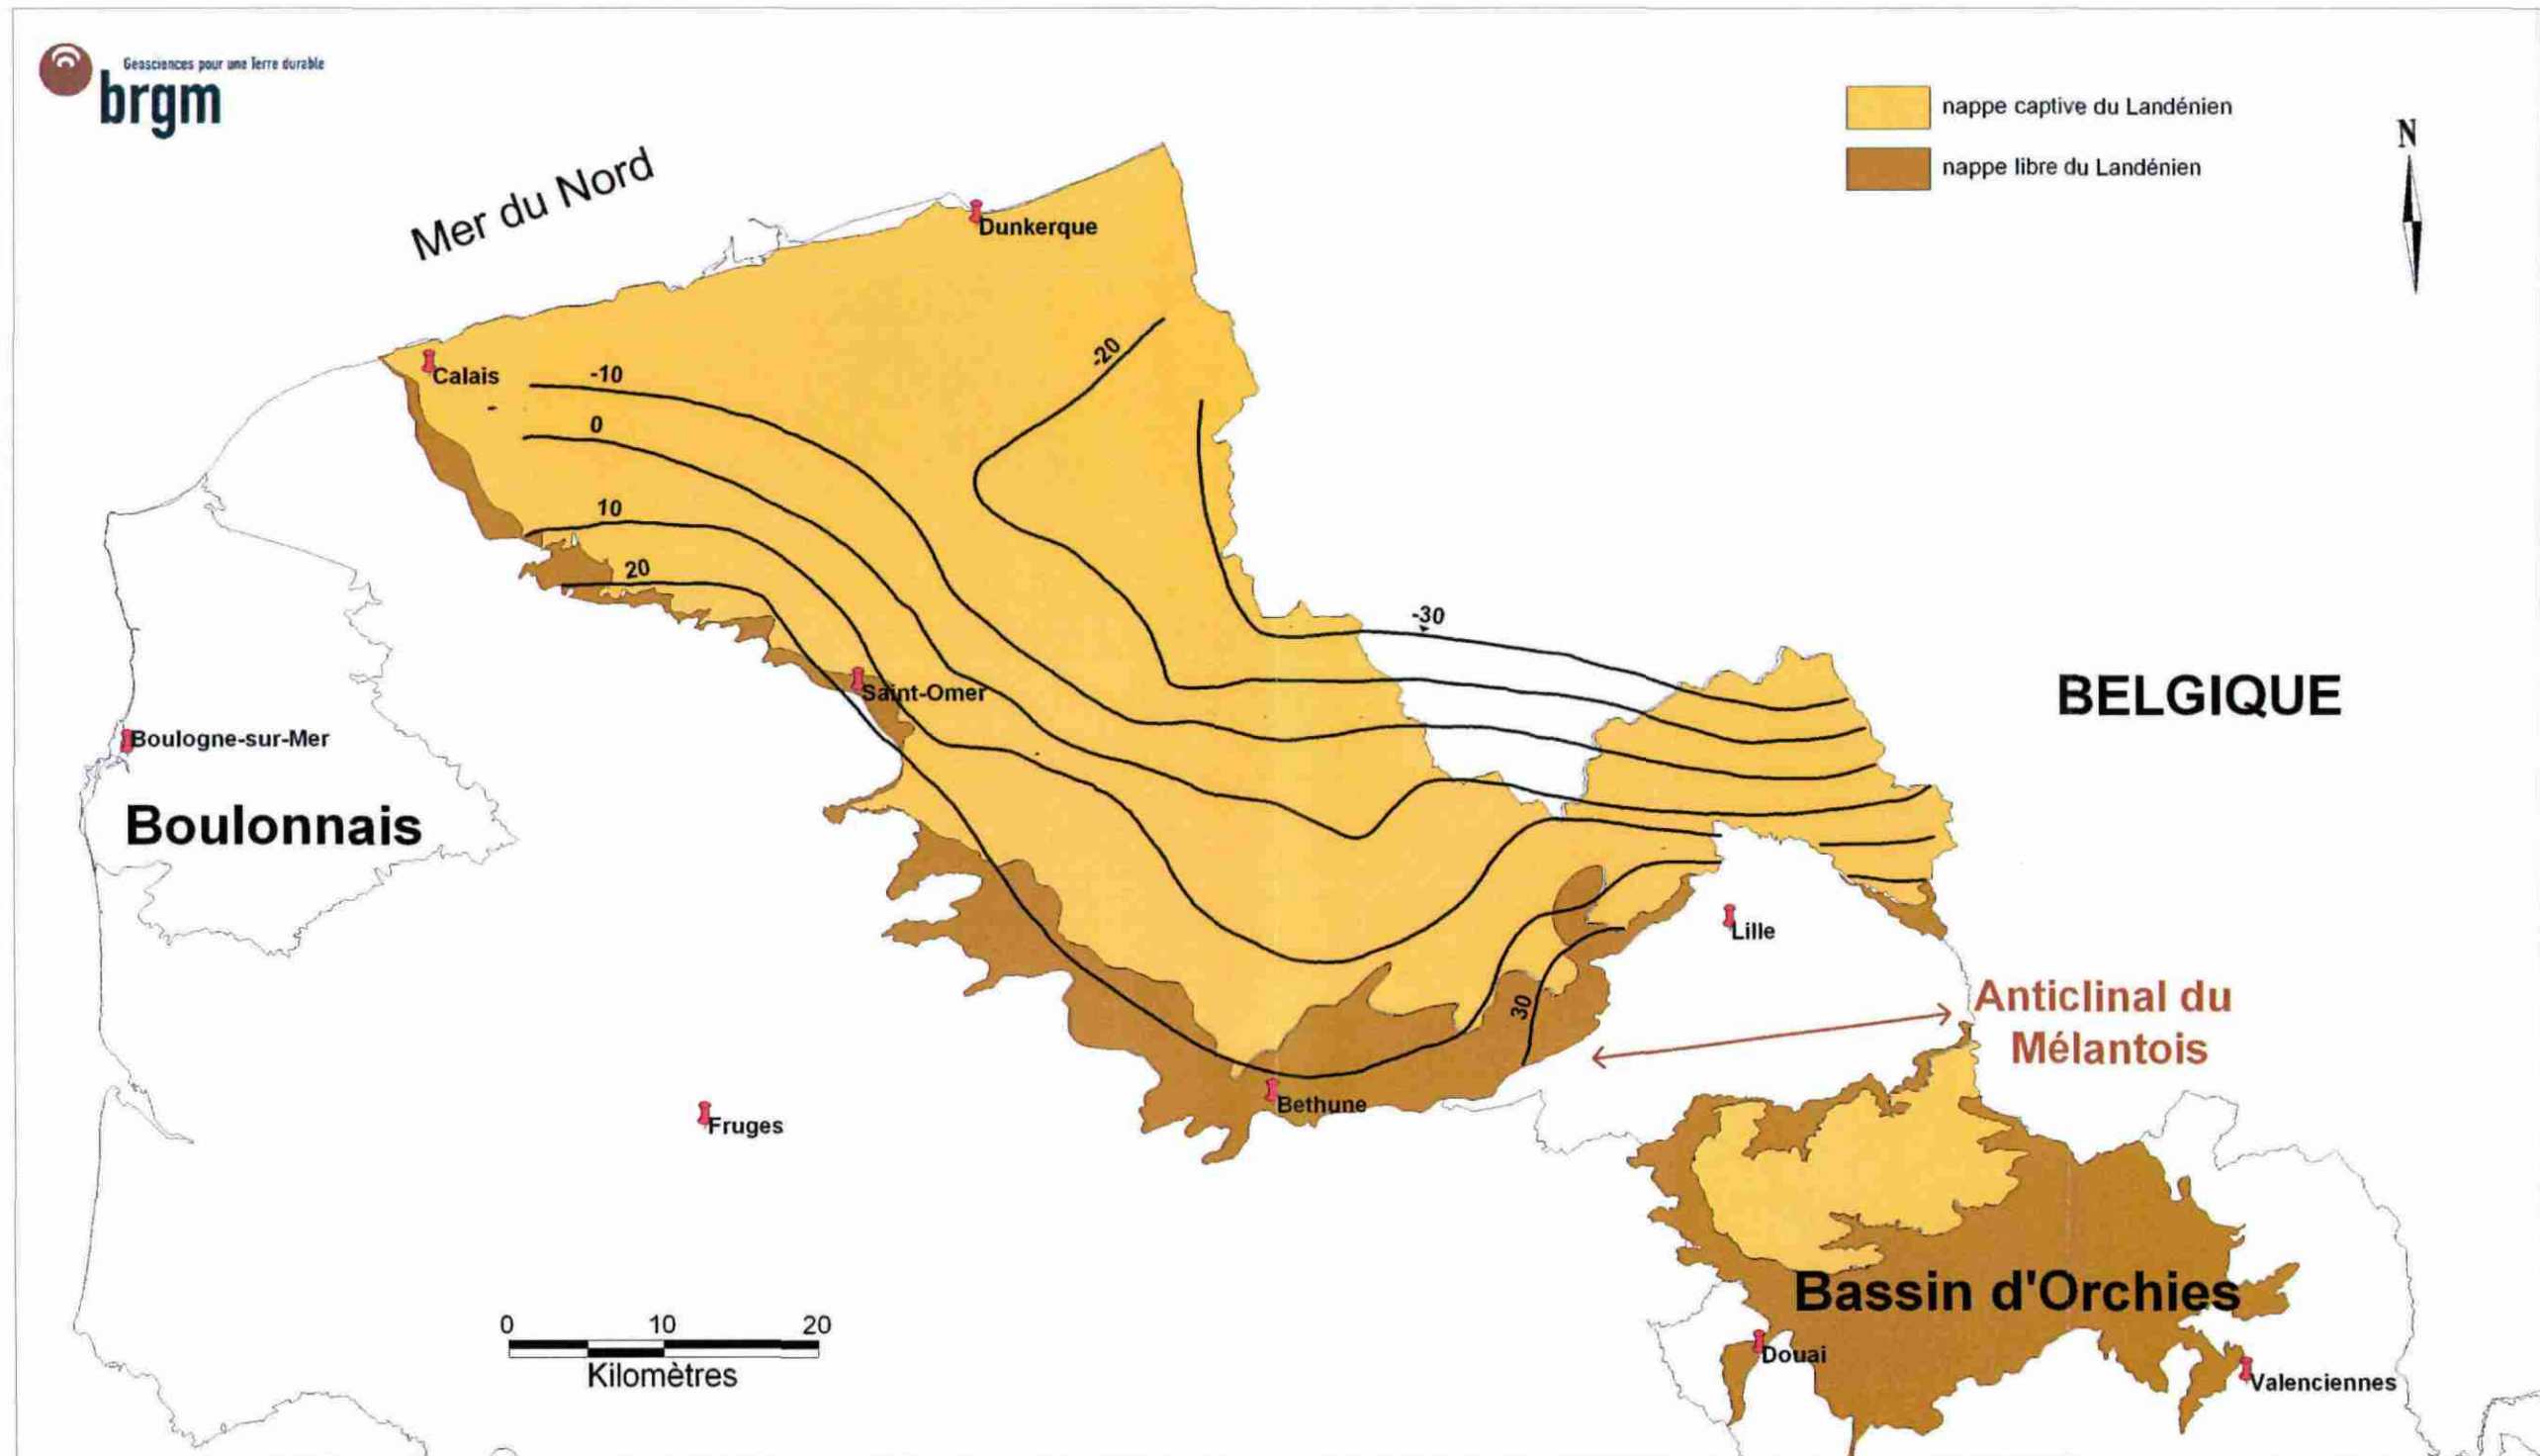 Géosciences pour une Terre durable
brgm
nappe captive du Landénien
nappe libre du Landénien
N
Mer du Nord
Dunkerque
Calais
-10
-20
0
10
20
-30
Saint-Omer
BELGIQUE
Boulogne-sur-Mer
Boulonnais
Lille
30
Anticlinal du
Mélantois
Bethune
Fruges
Bassin d'Orchies
0 10 20
Kilomètres
Douai
Valenciennes